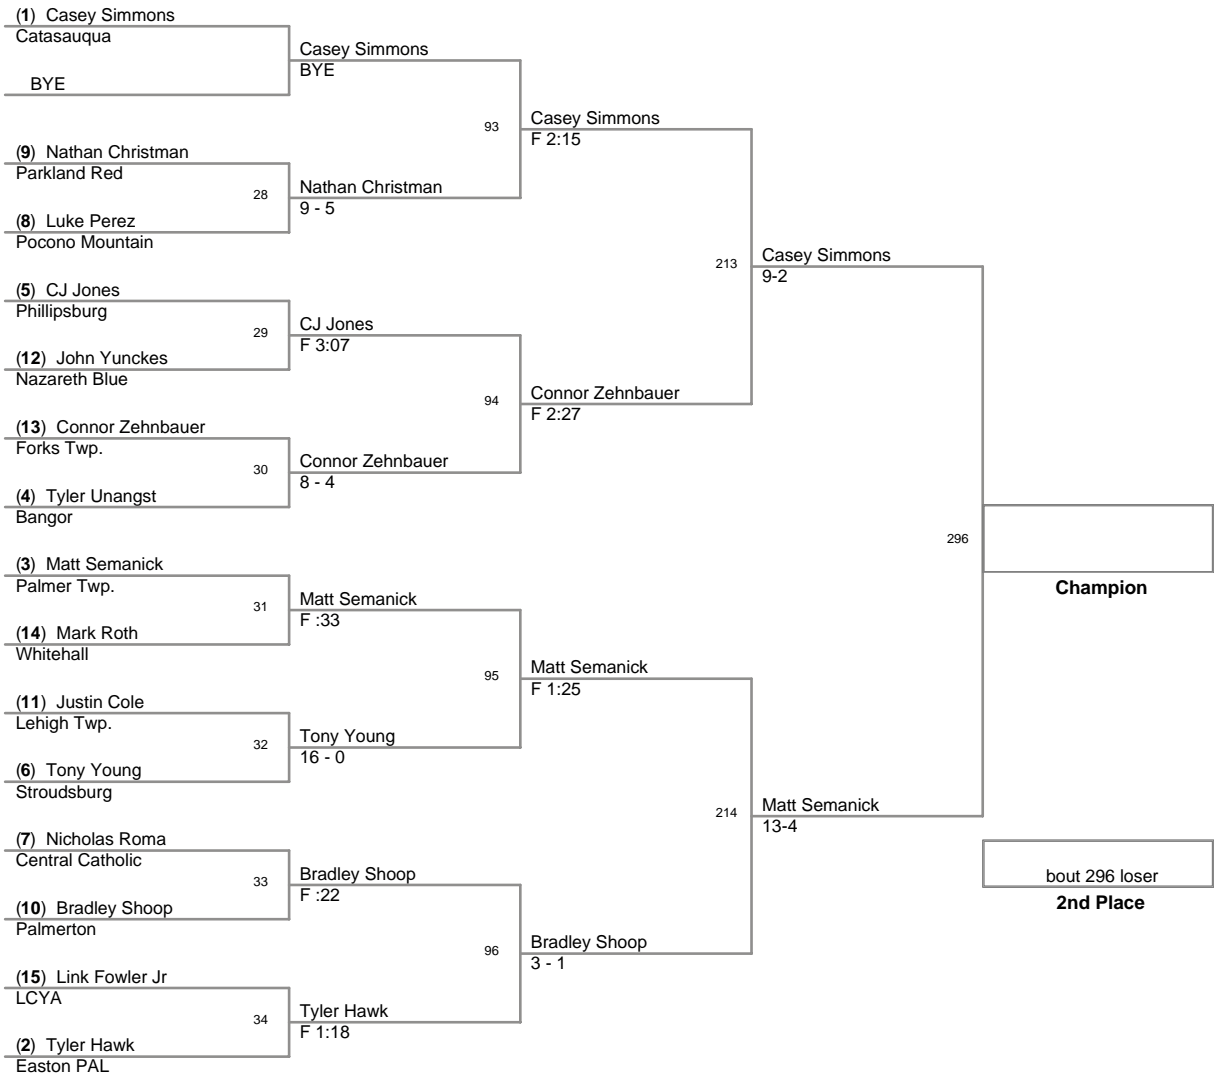 (1) Casey Simmons
Catasauqua
BYE
(9) Nathan Christman
Parkland Red
28
(8) Luke Perez
Pocono Mountain
(5) CJ Jones
Phillipsburg
29
(12) John Yunckes
Nazareth Blue
(13) Connor Zehnbauer
Forks Twp.
30
(4) Tyler Unangst
Bangor
(3) Matt Semanick
Palmer Twp.
31
(14) Mark Roth
Whitehall
(11) Justin Cole
Lehigh Twp.
32
(6) Tony Young
Stroudsburg
(7) Nicholas Roma
Central Catholic
33
(10) Bradley Shoop
Palmerton
(15) Link Fowler Jr
LCYA
34
(2) Tyler Hawk
Easton PAL
Casey Simmons
BYE
93
Nathan Christman
9 - 5
CJ Jones
F 3:07
94
Connor Zehnbauer
8 - 4
Matt Semanick
F :33
95
Tony Young
16 - 0
Bradley Shoop
F :22
96
Tyler Hawk
F 1:18
Casey Simmons
F 2:15
213
Connor Zehnbauer
F 2:27
Matt Semanick
F 1:25
214
Bradley Shoop
3 - 1
Casey Simmons
9-2
296
Matt Semanick
13-4
Champion
bout 296 loser
2nd Place